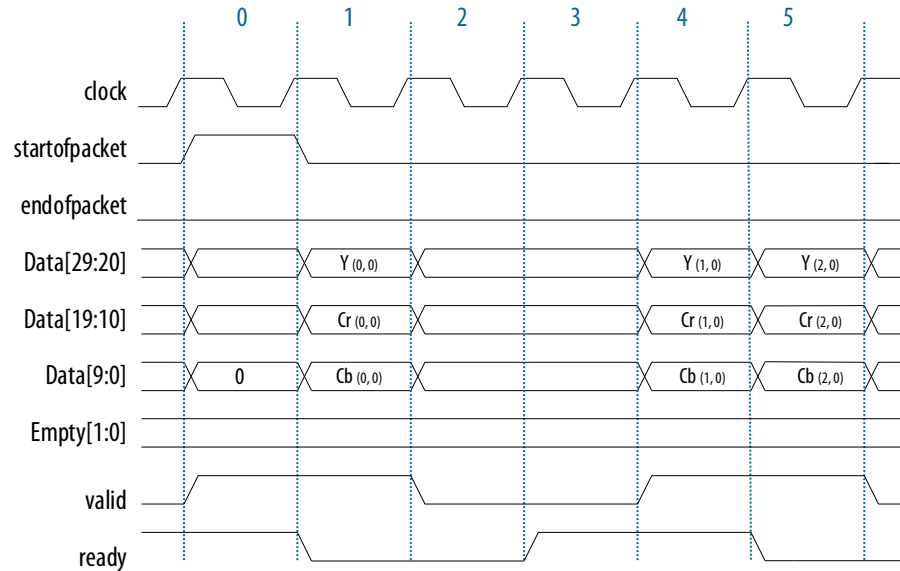 0 1 2 3 4 5
clock
startofpacket
endofpacket
Data[29:20] Y (0, 0) Y (1, 0) Y (2, 0)
Data[19:10] Cr (0, 0) Cr (1, 0) Cr (2, 0)
Data[9:0] 0 Cb (0, 0) Cb (1, 0) Cb (2, 0)
Empty[1:0]
valid
ready